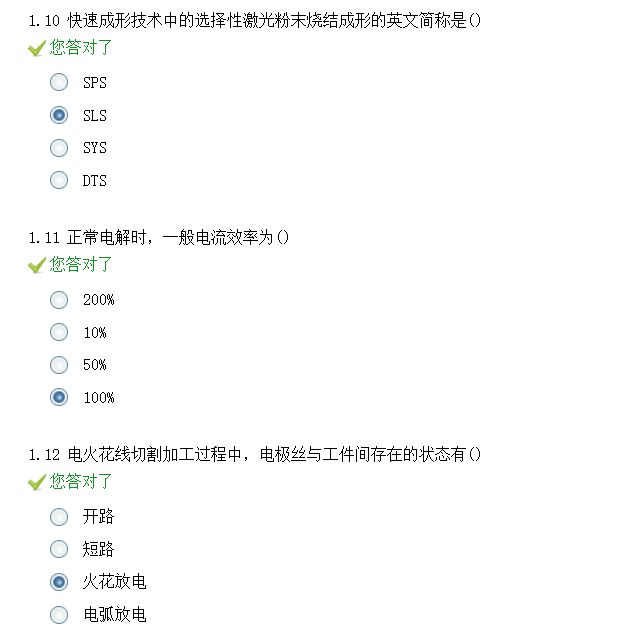 1.10 快速成形技术中的选择性激光粉末烧结成形的英文简称是()
您答对了
SPS
SLS
SYS
DTS
1.11 正常电解时，一般电流效率为()
您答对了
200%
10%
50%
100%
1.12 电火花线切割加工过程中，电极丝与工件间存在的状态有()
您答对了
开路
短路
火花放电
电弧放电